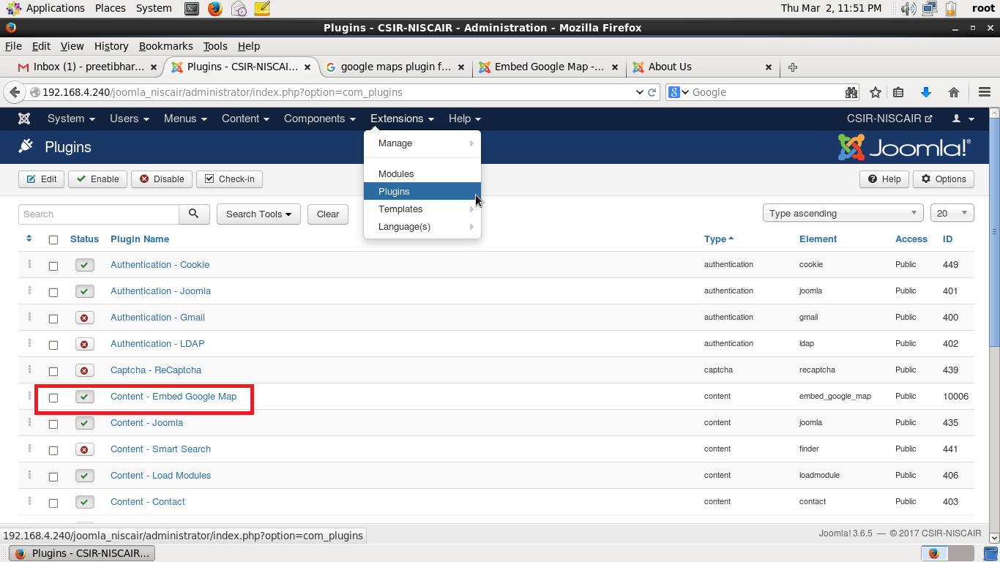 Applications Places System Thu Mar 2, 11:51 PM root
Plugins - CSIR-NISCAIR - Administration - Mozilla Firefox
File Edit View History Bookmarks Tools Help
Inbox (1) - preetibhar... Plugins - CSIR-NISCAI... google maps plugin f... Embed Google Map -... About Us
192.168.4.240/joomla_niscair/administrator/index.php?option=com_plugins Google
System Users Menus Content Components Extensions Help CSIR-NISCAIR
Plugins Manage Joomla!®
Modules
Edit Enable Disable Check-in Help Options
Plugins
Templates
Search Search Tools Clear Type ascending 20
Language(s)
Status Plugin Name Type Element Access ID
Authentication - Cookie authentication cookie Public 449
Authentication - Joomla authentication joomla Public 401
Authentication - Gmail authentication gmail Public 400
Authentication - LDAP authentication ldap Public 402
Captcha - ReCaptcha captcha recaptcha Public 439
Content - Embed Google Map content embed_google_map Public 10006
Content - Joomla content joomla Public 435
Content - Smart Search content finder Public 441
Content - Load Modules content loadmodule Public 406
Content - Contact content contact Public 403
192.168.4.240/joomla_niscair/administrator/index.php?option=com_plugins Joomla! 3.6.5 — © 2017 CSIR-NISCAIR
Plugins - CSIR-NISCAIR...